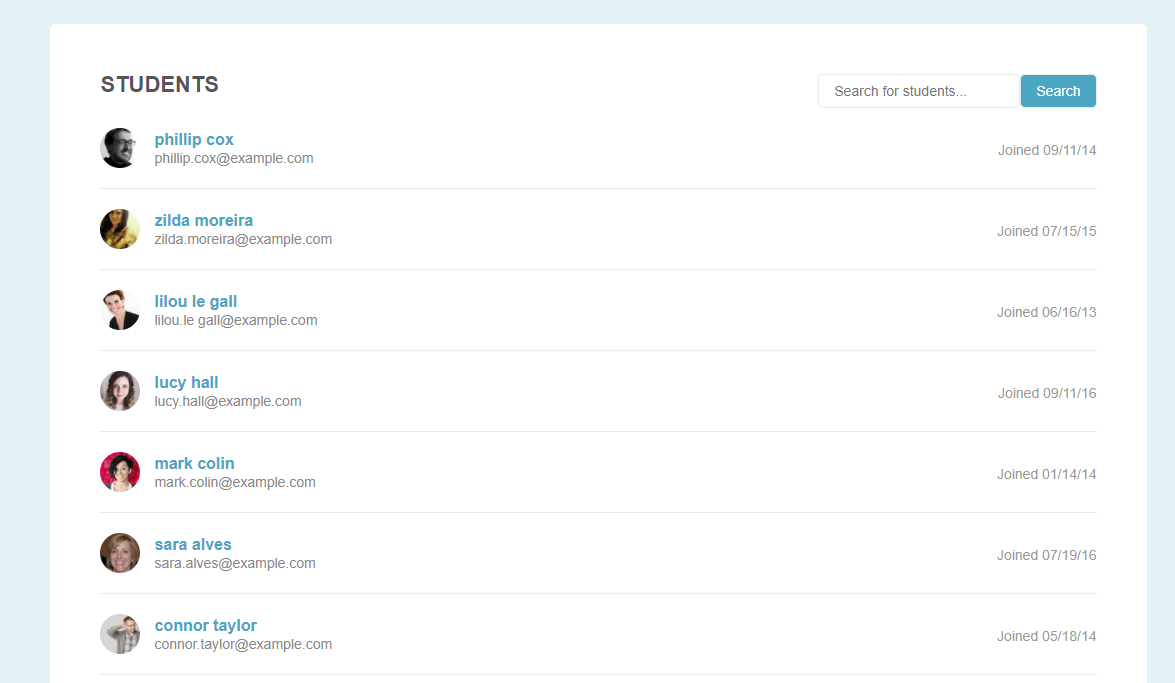 STUDENTS
Search for students...
Search
phillip cox
phillip.cox@example.com
Joined 09/11/14
zilda moreira
zilda.moreira@example.com
Joined 07/15/15
lilou le gall
lilou.le gall@example.com
Joined 06/16/13
lucy hall
lucy.hall@example.com
Joined 09/11/16
mark colin
mark.colin@example.com
Joined 01/14/14
sara alves
sara.alves@example.com
Joined 07/19/16
connor taylor
connor.taylor@example.com
Joined 05/18/14